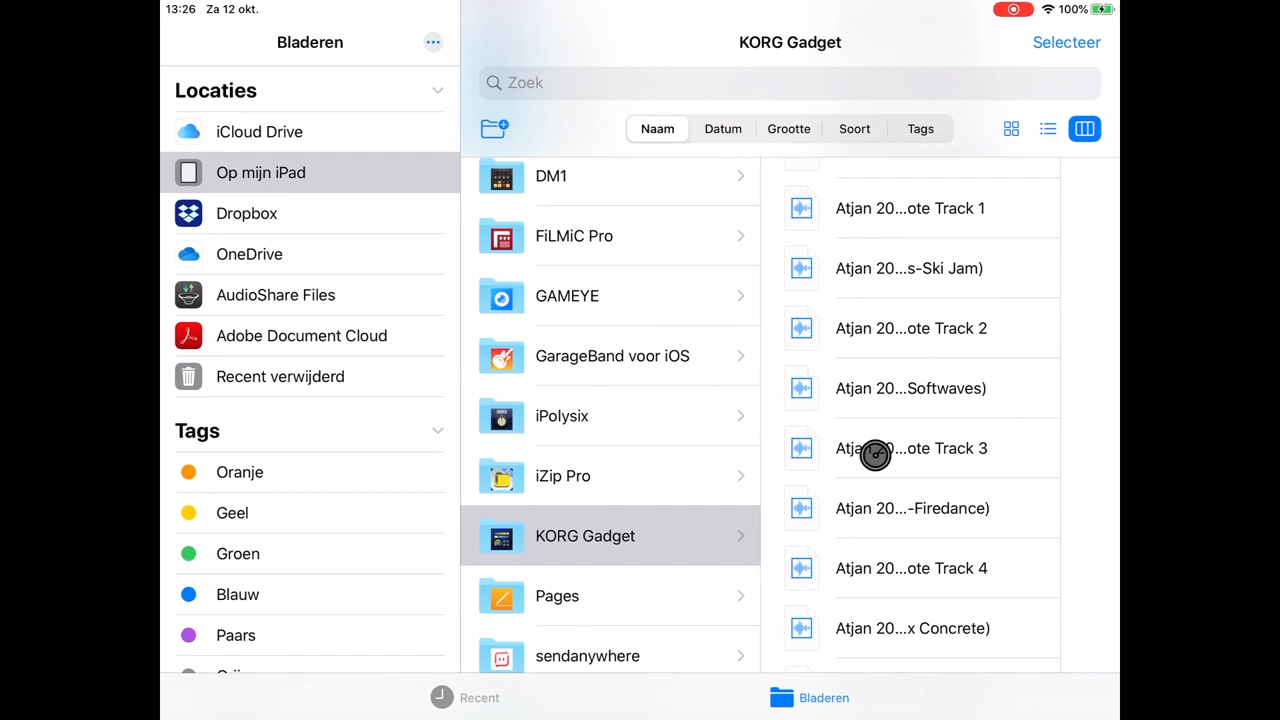 13:26 Za 12 okt.
100%
Bladeren
KORG Gadget
Selecteer
Locaties
Zoek
iCloud Drive
Naam Datum Grootte Soort Tags
Op mijn iPad
Dropbox
OneDrive
AudioShare Files
Adobe Document Cloud
Recent verwijderd
Tags
Oranje
Geel
Groen
Blauw
Paars
DM1
FiLMiC Pro
GAMEYE
GarageBand voor iOS
iPolysix
iZip Pro
KORG Gadget
Pages
sendanywhere
Atjan 20...ote Track 1
Atjan 20...s-Ski Jam)
Atjan 20...ote Track 2
Atjan 20...Softwaves)
Atjan 20...ote Track 3
Atjan 20...-Firedance)
Atjan 20...ote Track 4
Atjan 20...x Concrete)
Recent
Bladeren